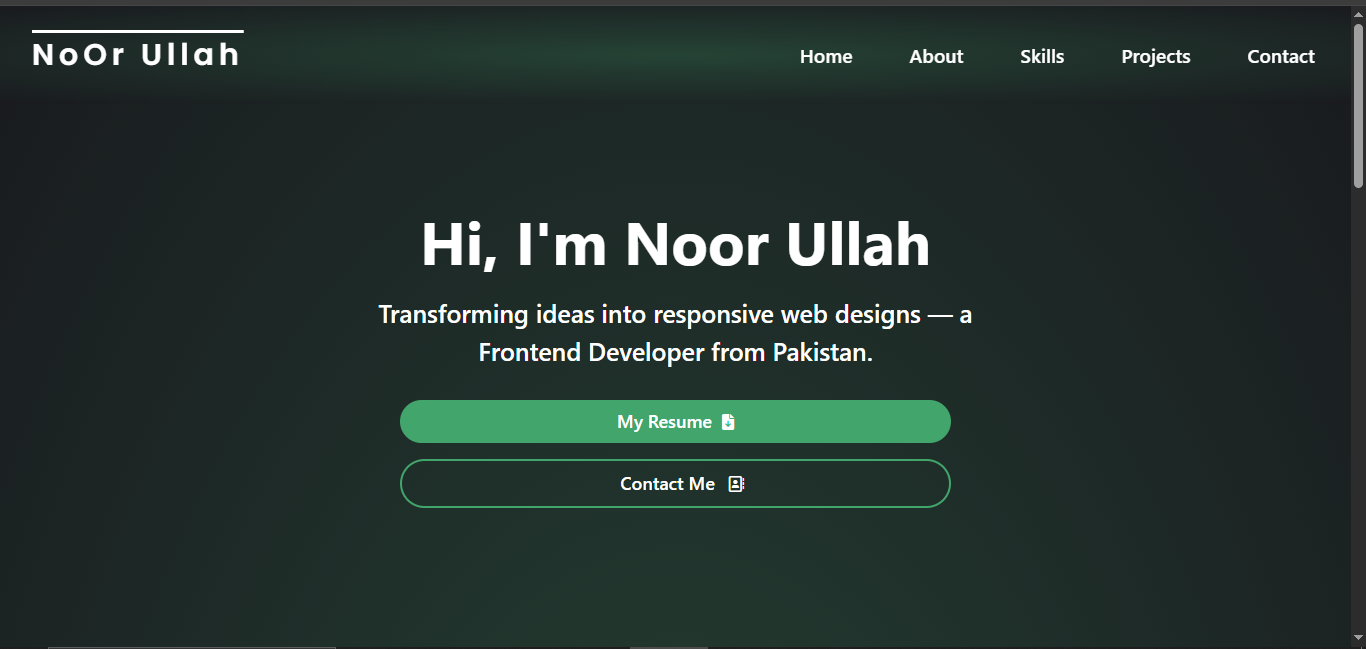 NoOr Ullah
Home About Skills Projects Contact
Hi, I'm Noor Ullah
Transforming ideas into responsive web designs — a
Frontend Developer from Pakistan.
My Resume
Contact Me